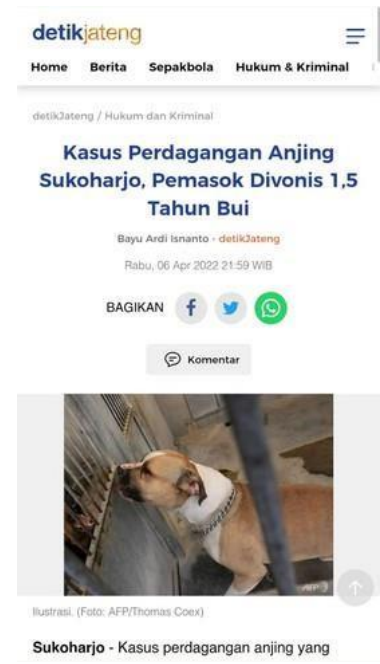 detikjateng
Home Berita Sepakbola Hukum & Kriminal
detikJateng / Hukum dan Kriminal
Kasus Perdagangan Anjing
Sukoharjo, Pemasok Divonis 1,5
Tahun Bui
Bayu Ardi Isnanto - detikJateng
Rabu, 06 Apr 2022 21:59 WIB
BAGIKAN
Komentar
AFP
Ilustrasi. (Foto: AFP/Thomas Coex)
Sukoharjo - Kasus perdagangan anjing yang